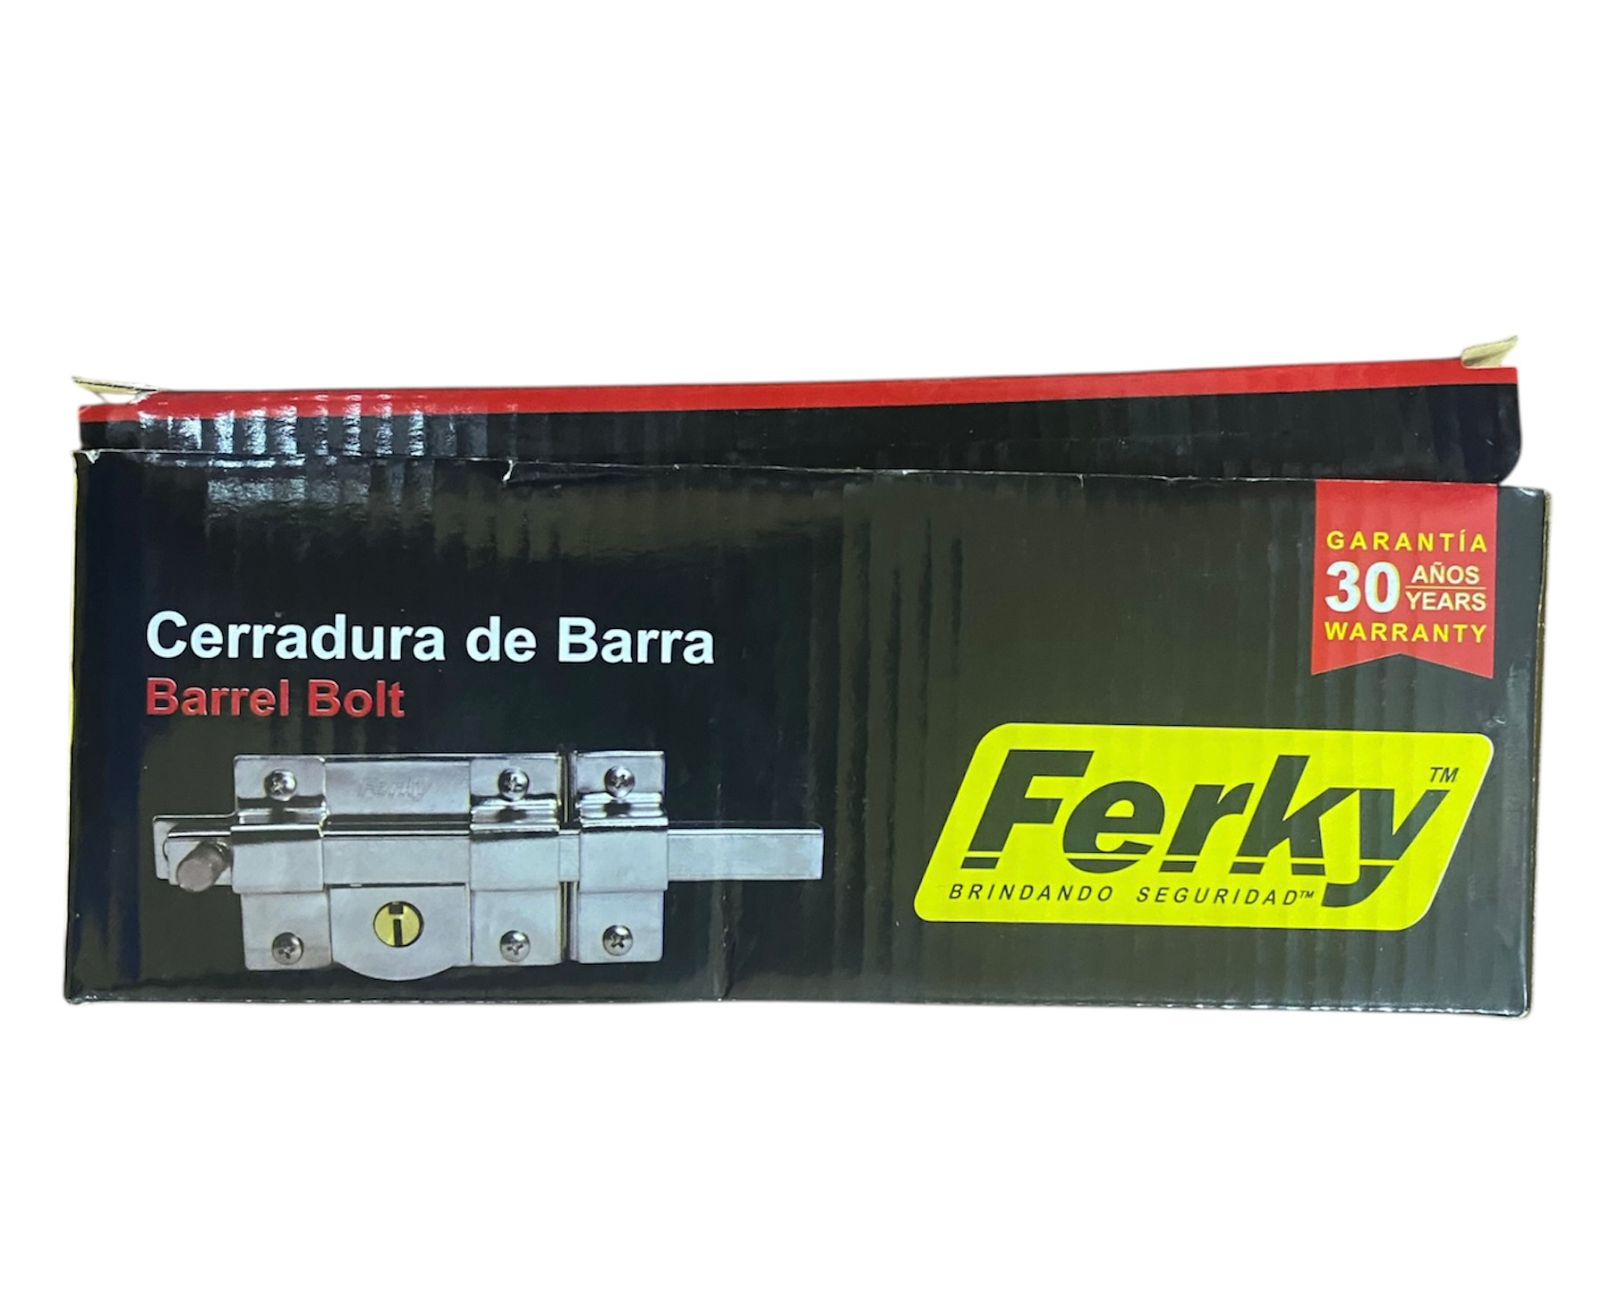 GARANTÍA
30 AÑOS
YEARS
WARRANTY
Cerradura de Barra
Barrel Bolt
Ferky
Ferky™
BRINDANDO SEGURIDAD™